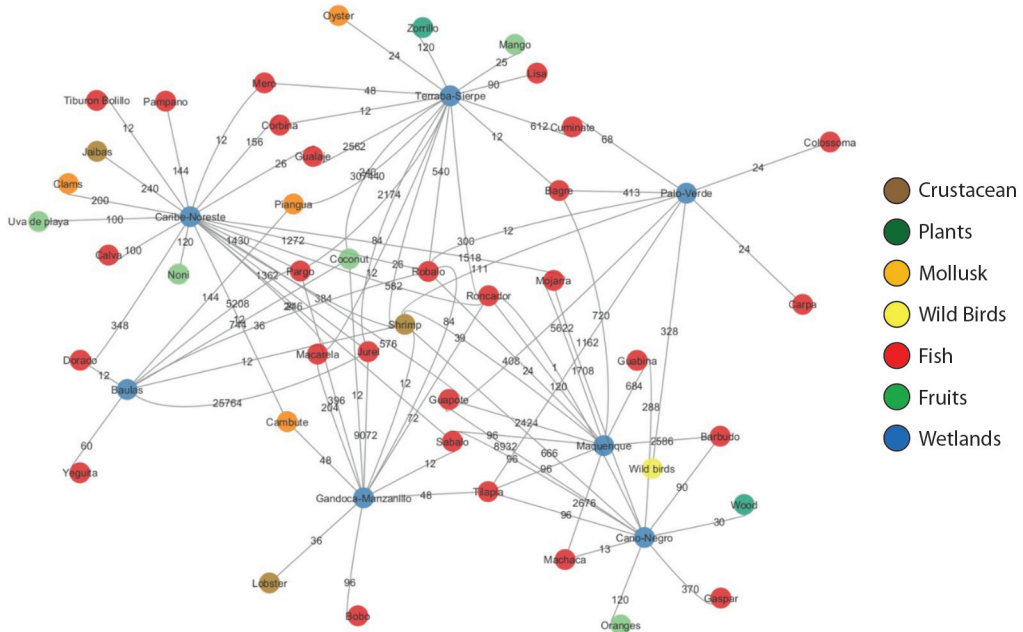 Oyster
Zorrillo
24
120
Mango
25
Lisa
90
Mero
48
Terraba-Sierpe
Tiburon Bolillo
Pampano
12
Corbina
12
612
Cuminate
68
Colossoma
12
12
156
Gualaje
2562
24
Jaibas
144
26
540
Clams
240
Piangua
2174
Bagre
413
Palo-Verde
200
Caribe-Noreste
Uva de playa
100
120
1430
1272
84
300
12
Calva
100
Coconut
1518
24
Noni
1362
Pargo
12
26
Robalo
111
Mojarra
582
Roncador
Carpa
144
5208
384
720
348
744
36
Shrimp
84
5622
328
576
39
1162
Dorado
12
12
Macarela
Jurel
408
1
1708
Guabina
12
24
684
Baulas
12
120
25764
396
Guapote
204
288
Cambute
72
2424
60
9072
Sabalo
96
8932
Maquenque
2586
Barbudo
Yeguita
48
12
96
666
96
Wild birds
90
Gandoca-Manzanillo
48
Tilapia
2676
Wood
96
30
36
Cano-Negro
13
Machaca
Lobster
96
370
Gaspar
120
Bobo
Oranges
Crustacean
Plants
Mollusk
Wild Birds
Fish
Fruits
Wetlands